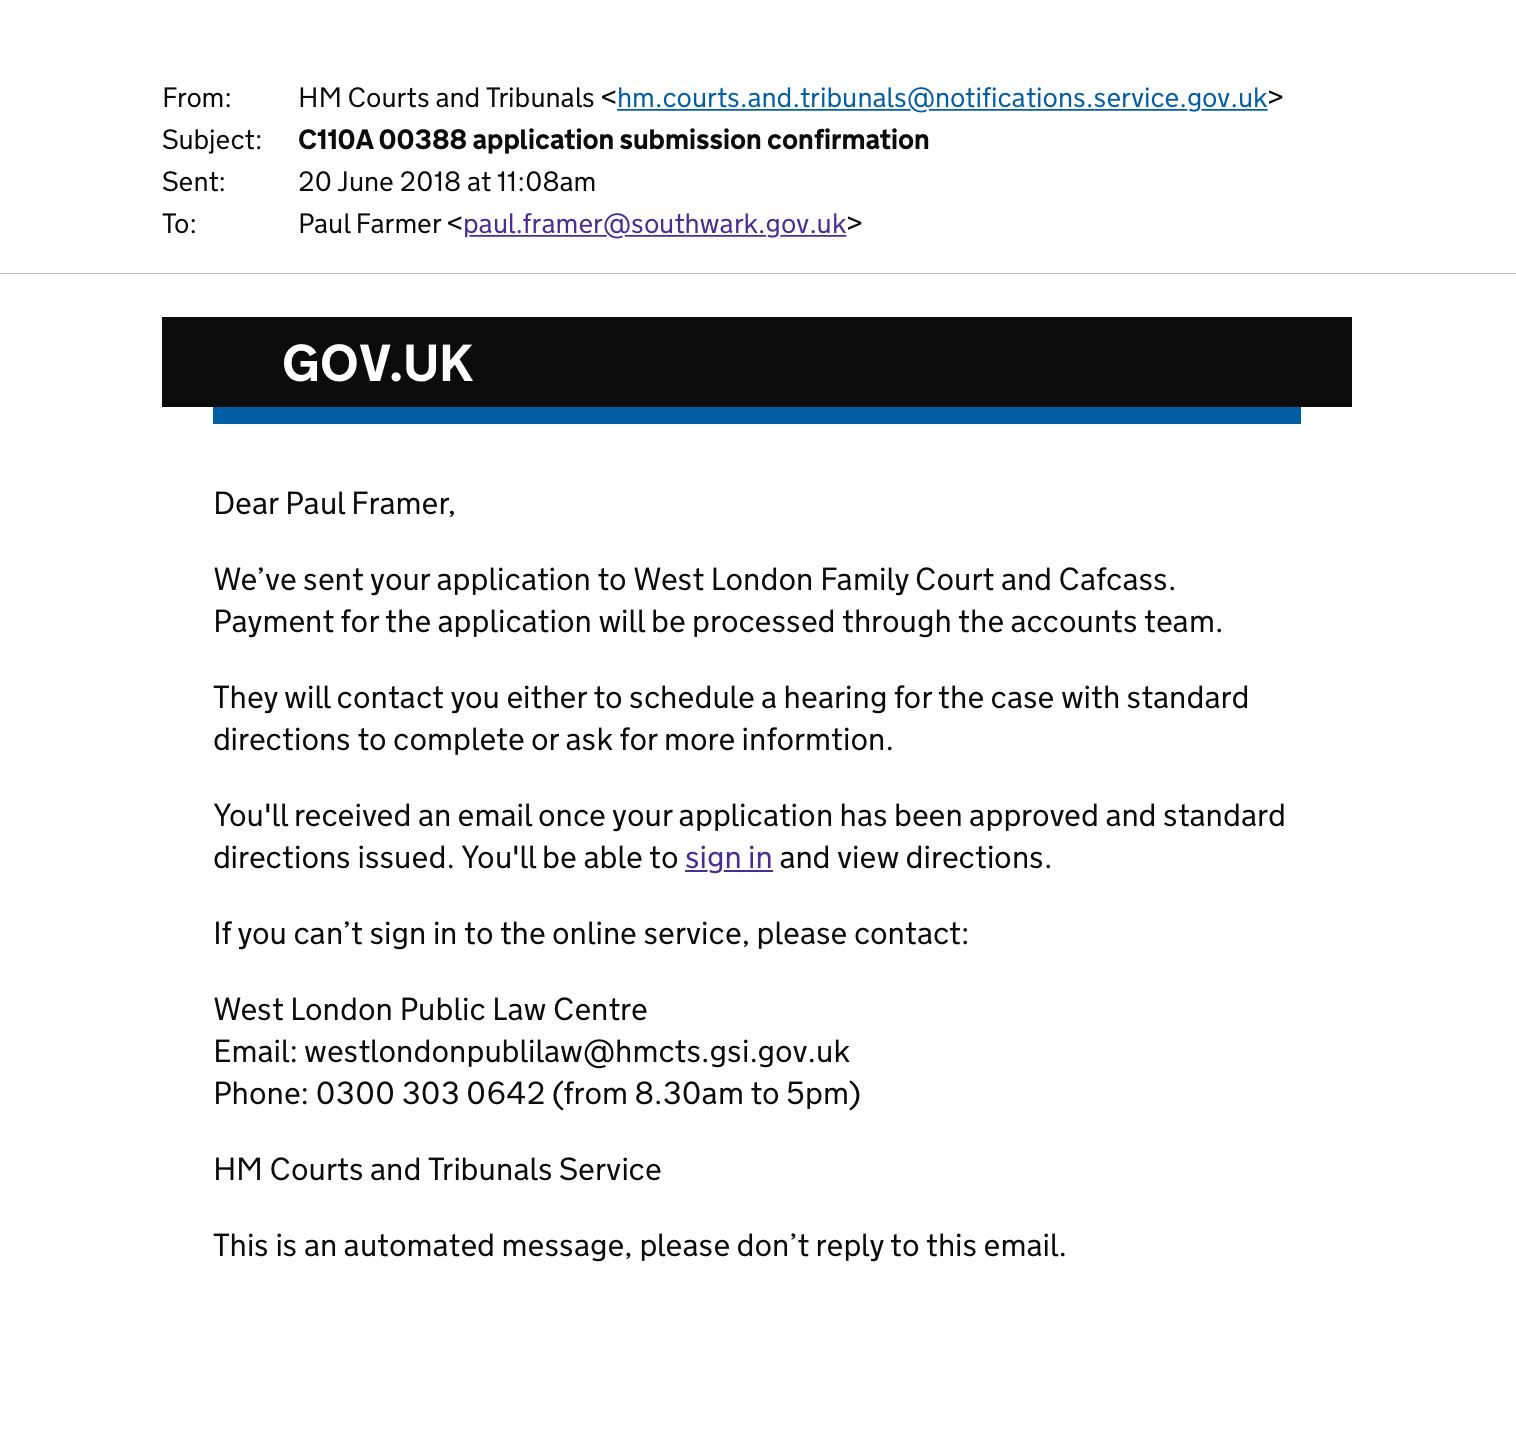 From: HM Courts and Tribunals <hm.courts.and.tribunals@notifications.service.gov.uk>
Subject: C110A 00388 application submission confirmation
Sent: 20 June 2018 at 11:08am
To: Paul Farmer <paul.framer@southwark.gov.uk>
GOV.UK
Dear Paul Framer,
We’ve sent your application to West London Family Court and Cafcass.
Payment for the application will be processed through the accounts team.
They will contact you either to schedule a hearing for the case with standard
directions to complete or ask for more informtion.
You'll received an email once your application has been approved and standard
directions issued. You'll be able to sign in and view directions.
If you can’t sign in to the online service, please contact:
West London Public Law Centre
Email: westlondonpublilaw@hmcts.gsi.gov.uk
Phone: 0300 303 0642 (from 8.30am to 5pm)
HM Courts and Tribunals Service
This is an automated message, please don’t reply to this email.